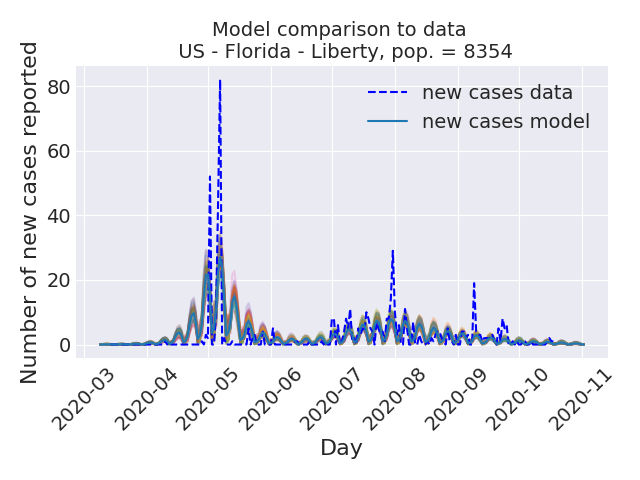 Model comparison to data
US - Florida - Liberty, pop. = 8354
Number of new cases reported
80
60
40
20
0
new cases data
new cases model
2020-03
2020-04
2020-05
2020-06
2020-07
2020-08
2020-09
2020-10
2020-11
Day